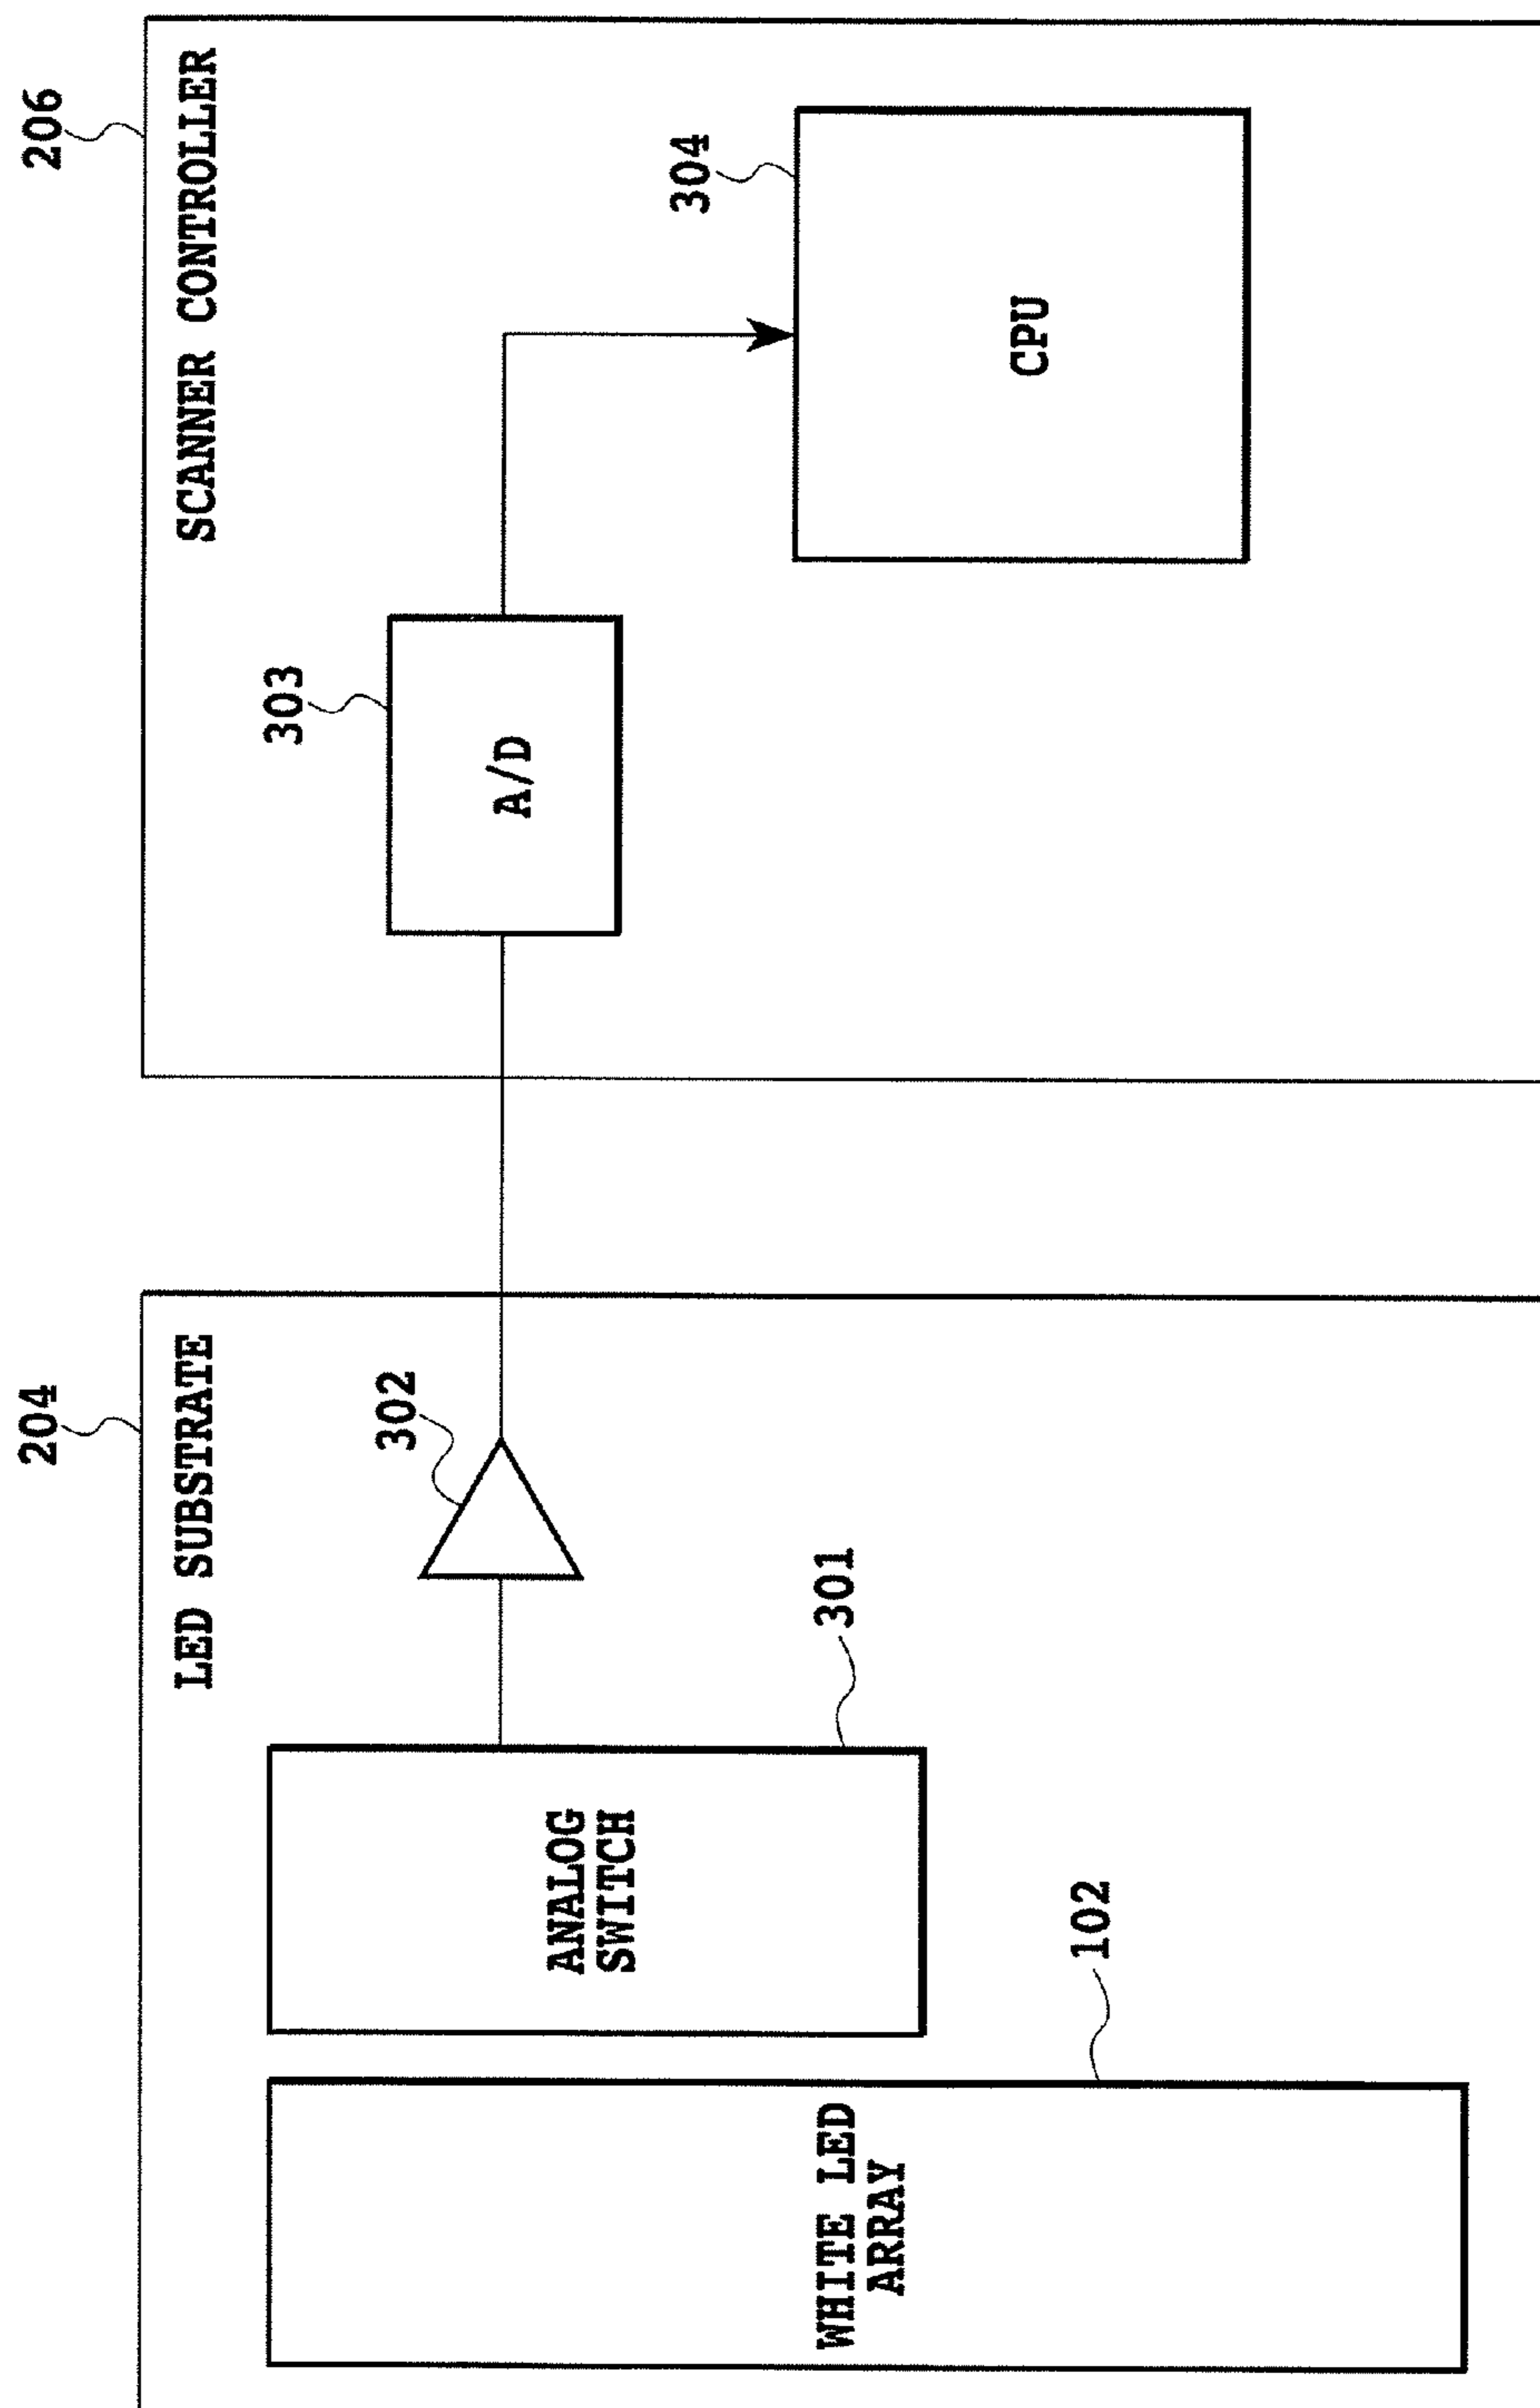 204
LED SUBSTRATE
302
301
ANALOG
SWITCH
102
WHITE LED
ARRAY
206
SCANNER CONTROLLER
303
A/D
304
CPU